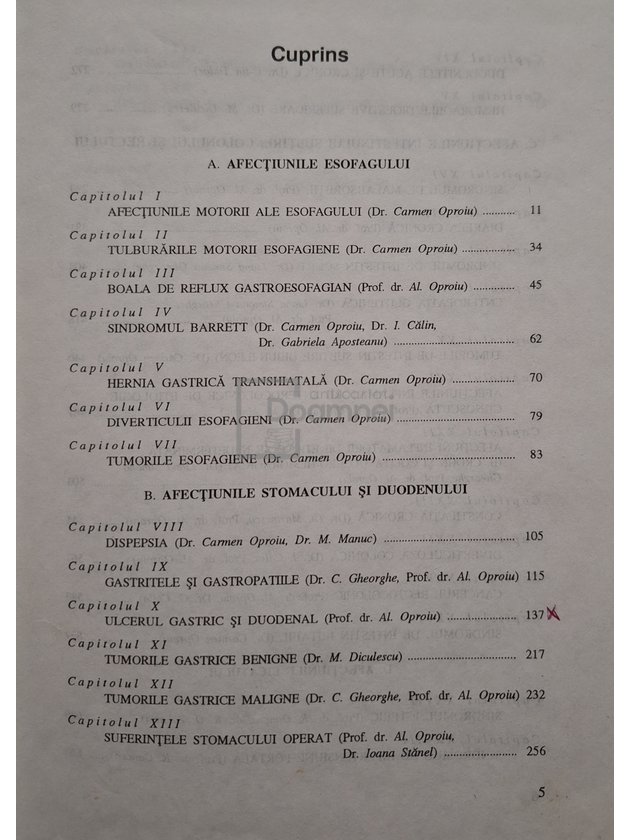 Cuprins
A. AFECŢIUNILE ESOFAGULUI
Capitolul I
AFECŢIUNILE MOTORII ALE ESOFAGULUI (Dr. Carmen Oproiu) ........... 11
Capitolul II
TULBURĂRILE MOTORII ESOFAGIENE (Dr. Carmen Oproiu) ........... 34
Capitolul III
BOALA DE REFLUX GASTROESOFAGIAN (Prof. dr. Al. Oproiu) ........... 45
Capitolul IV
SINDROMUL BARRETT (Dr. Carmen Oproiu, Dr. I. Călin,
Dr. Gabriela Aposteanu) ........... 62
Capitolul V
HERNIA GASTRICĂ TRANSHIATALĂ (Dr. Carmen Oproiu) ........... 70
Capitolul VI
DIVERTICULII ESOFAGIENI (Dr. Carmen Oproiu) ........... 79
Capitolul VII
TUMORILE ESOFAGIENE (Dr. Carmen Oproiu) ........... 83
B. AFECŢIUNILE STOMACULUI ŞI DUODENULUI
Capitolul VIII
DISPEPSIA (Dr. Carmen Oproiu, Dr. M. Manuc) ........... 105
Capitolul IX
GASTRITELE ŞI GASTROPATIILE (Dr. C. Gheorghe, Prof. dr. Al. Oproiu) 115
Capitolul X
ULCERUL GASTRIC ŞI DUODENAL (Prof. dr. Al. Oproiu) ........... 137
Capitolul XI
TUMORILE GASTRICE BENIGNE (Dr. M. Diculescu) ........... 217
Capitolul XII
TUMORILE GASTRICE MALIGNE (Dr. C. Gheorghe, Prof. dr. Al. Oproiu) 232
Capitolul XIII
SUFERINŢELE STOMACULUI OPERAT (Prof. dr. Al. Oproiu,
Dr. Ioana Stănel) ........... 256
5